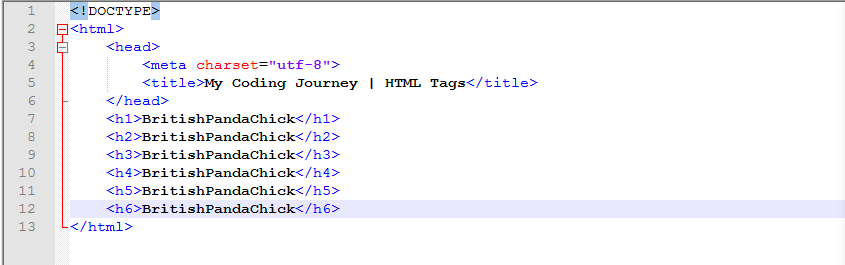 1 <!DOCTYPE>
2 <html>
3 <head>
4 <meta charset="utf-8">
5 <title>My Coding Journey | HTML Tags</title>
6 </head>
7 <h1>BritishPandaChick</h1>
8 <h2>BritishPandaChick</h2>
9 <h3>BritishPandaChick</h3>
10 <h4>BritishPandaChick</h4>
11 <h5>BritishPandaChick</h5>
12 <h6>BritishPandaChick</h6>
13 </html>